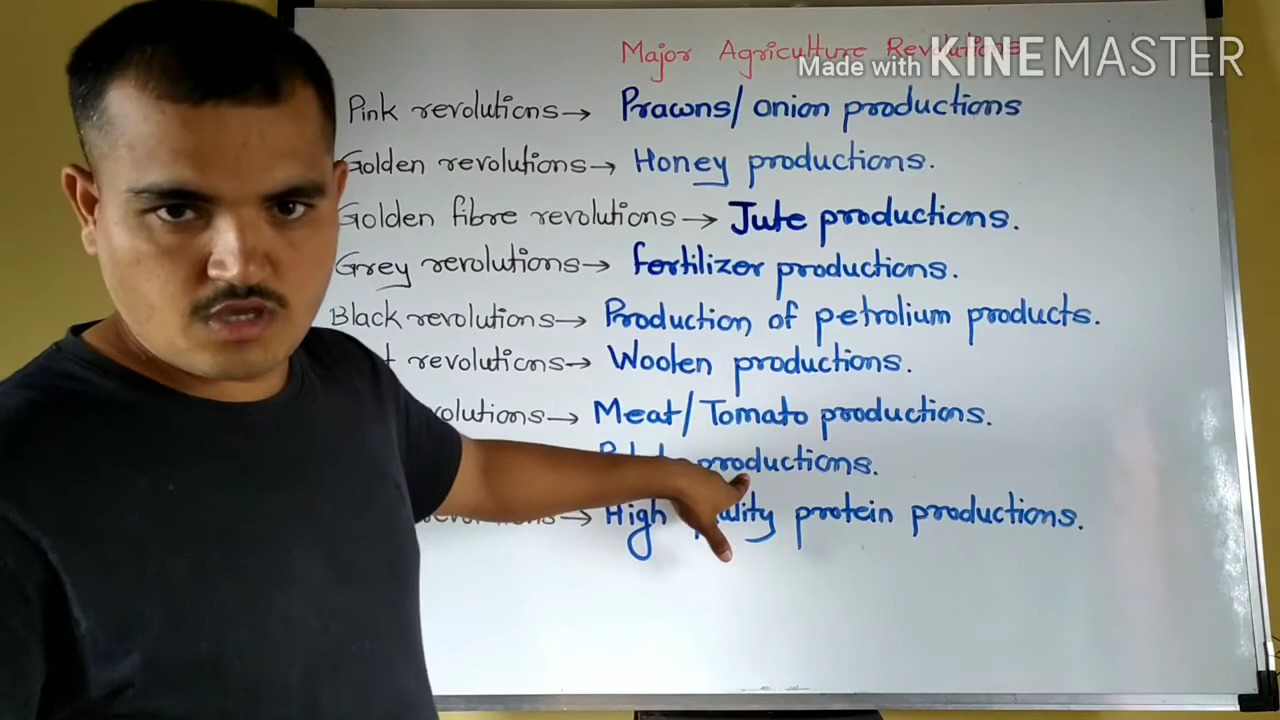 Major Agriculture Revolutions
Made with KINEMASTER
Pink revolutions → Prawns/ onion productions
Golden revolutions → Honey productions.
Golden fibre revolutions → Jute productions.
Grey revolutions → fertilizer productions.
Black revolutions → Production of petrolium products.
revolutions → Woolen productions.
→ Meat/ Tomato productions.
productions.
→ High protein productions.